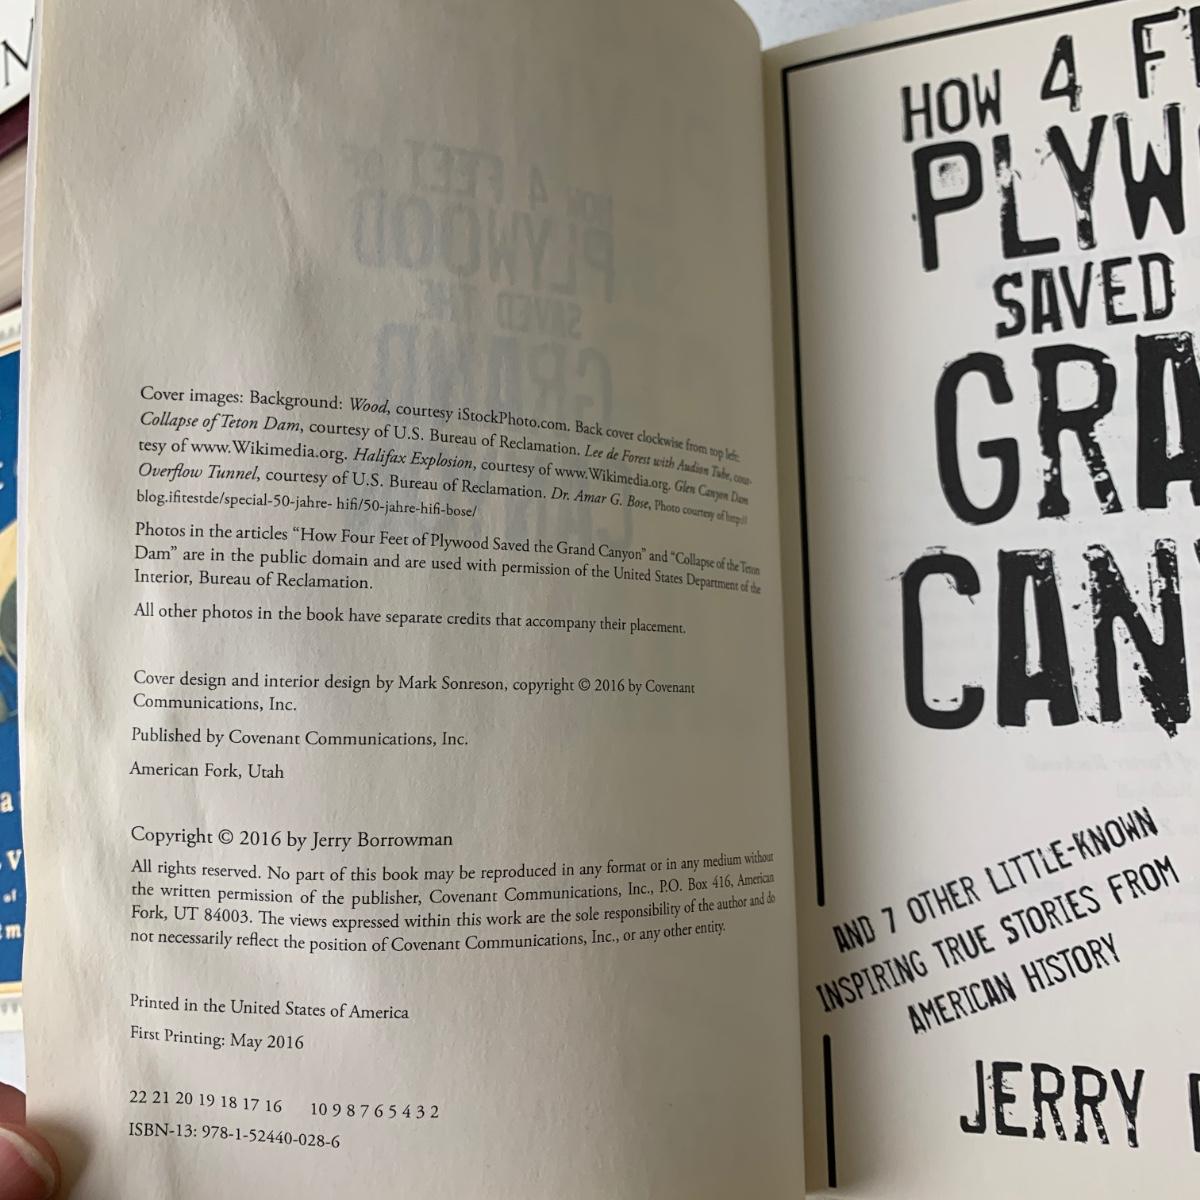 Cover images: Background: Wood, courtesy iStockPhoto.com. Back cover clockwise from top left:
Collapse of Teton Dam, courtesy of U.S. Bureau of Reclamation. Lee de Forest with Audion Tube, cour-
tesy of www.Wikimedia.org. Halifax Explosion, courtesy of www.Wikimedia.org. Glen Canyon Dam
Overflow Tunnel, courtesy of U.S. Bureau of Reclamation. Dr. Amar G. Bose, Photo courtesy of http://
blog.ifitestde/special-50-jahre- hifi/50-jahre-hifi-bose/
Photos in the articles “How Four Feet of Plywood Saved the Grand Canyon” and “Collapse of the Teton
Dam” are in the public domain and are used with permission of the United States Department of the
Interior, Bureau of Reclamation.
All other photos in the book have separate credits that accompany their placement.
Cover design and interior design by Mark Sonreson, copyright © 2016 by Covenant
Communications, Inc.
Published by Covenant Communications, Inc.
American Fork, Utah
Copyright © 2016 by Jerry Borrowman
All rights reserved. No part of this book may be reproduced in any format or in any medium without
the written permission of the publisher, Covenant Communications, Inc., P.O. Box 416, American
Fork, UT 84003. The views expressed within this work are the sole responsibility of the author and do
not necessarily reflect the position of Covenant Communications, Inc., or any other entity.
Printed in the United States of America
First Printing: May 2016
22 21 20 19 18 17 16 10 9 8 7 6 5 4 3 2
ISBN-13: 978-1-52440-028-6
HOW 4 F
PLYW
SAVED
GRA
CAN
AND 7 OTHER LITTLE-KNOWN
INSPIRING TRUE STORIES FROM
AMERICAN HISTORY
JERRY